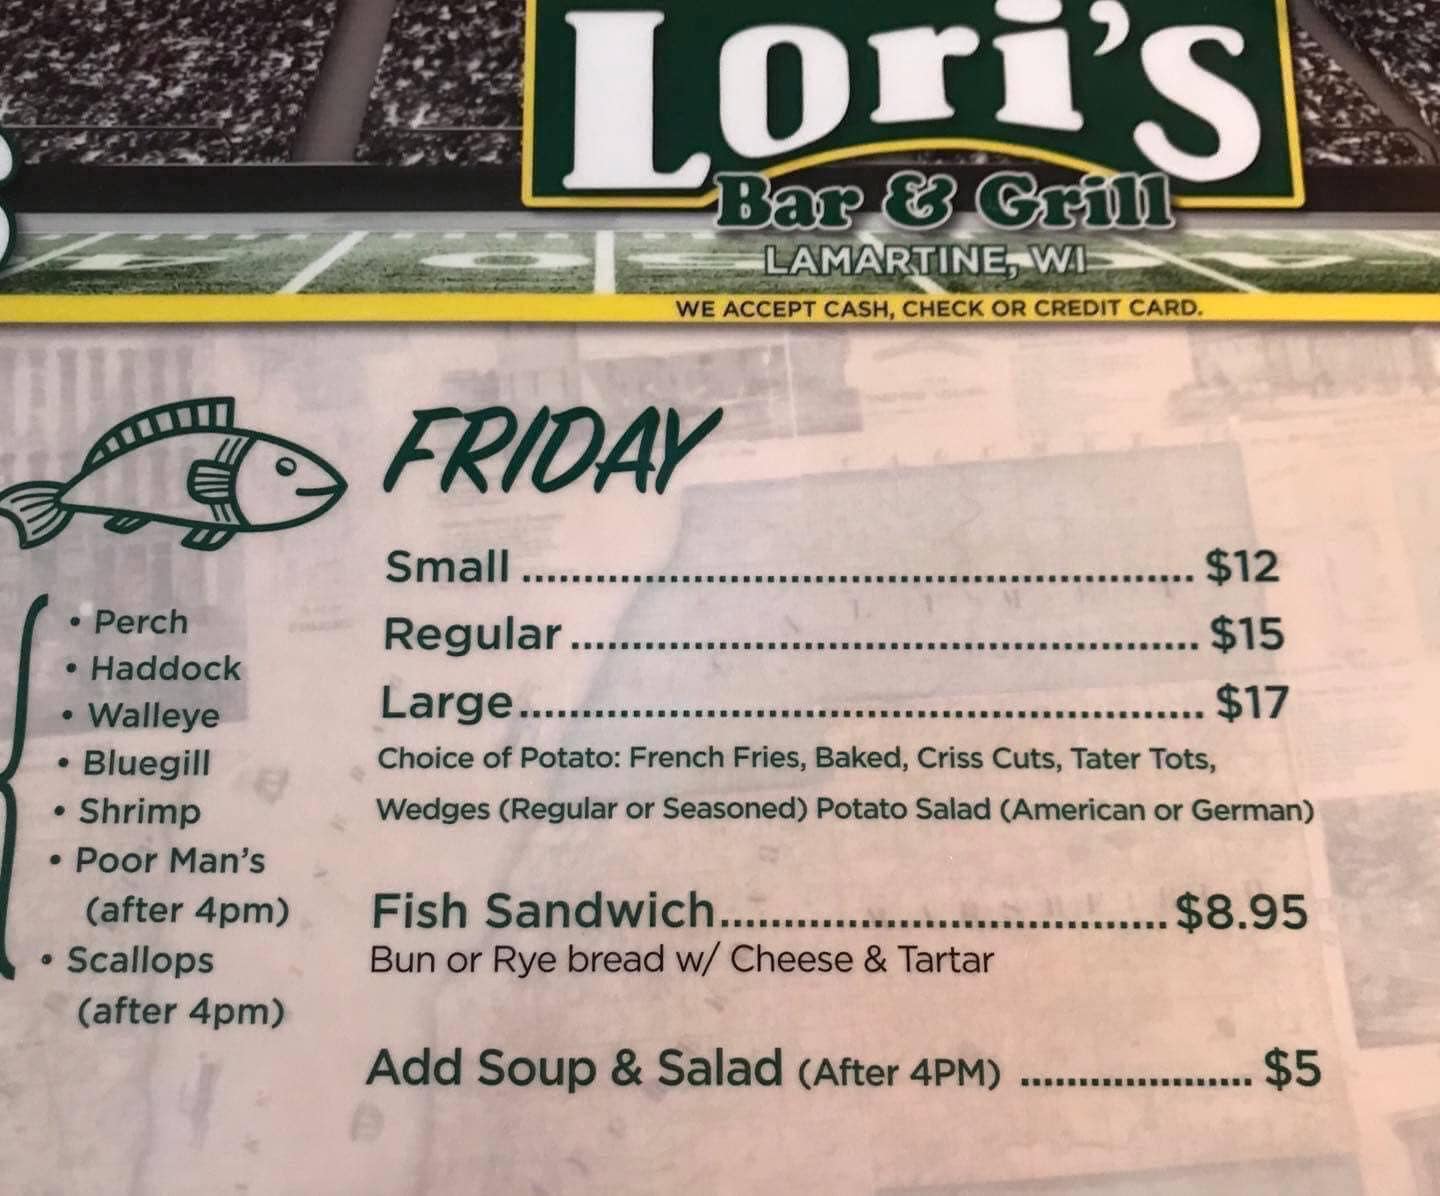 Lori's
Bar & Grill
LAMARTINE, WI
WE ACCEPT CASH, CHECK OR CREDIT CARD.
FRIDAY
• Perch
• Haddock
• Walleye
• Bluegill
• Shrimp
• Poor Man's
(after 4pm)
• Scallops
(after 4pm)
Small ........................................................ $12
Regular .................................................... $15
Large......................................................... $17
Choice of Potato: French Fries, Baked, Criss Cuts, Tater Tots,
Wedges (Regular or Seasoned) Potato Salad (American or German)
Fish Sandwich..................................... $8.95
Bun or Rye bread w/ Cheese & Tartar
Add Soup & Salad (After 4PM) ..................... $5